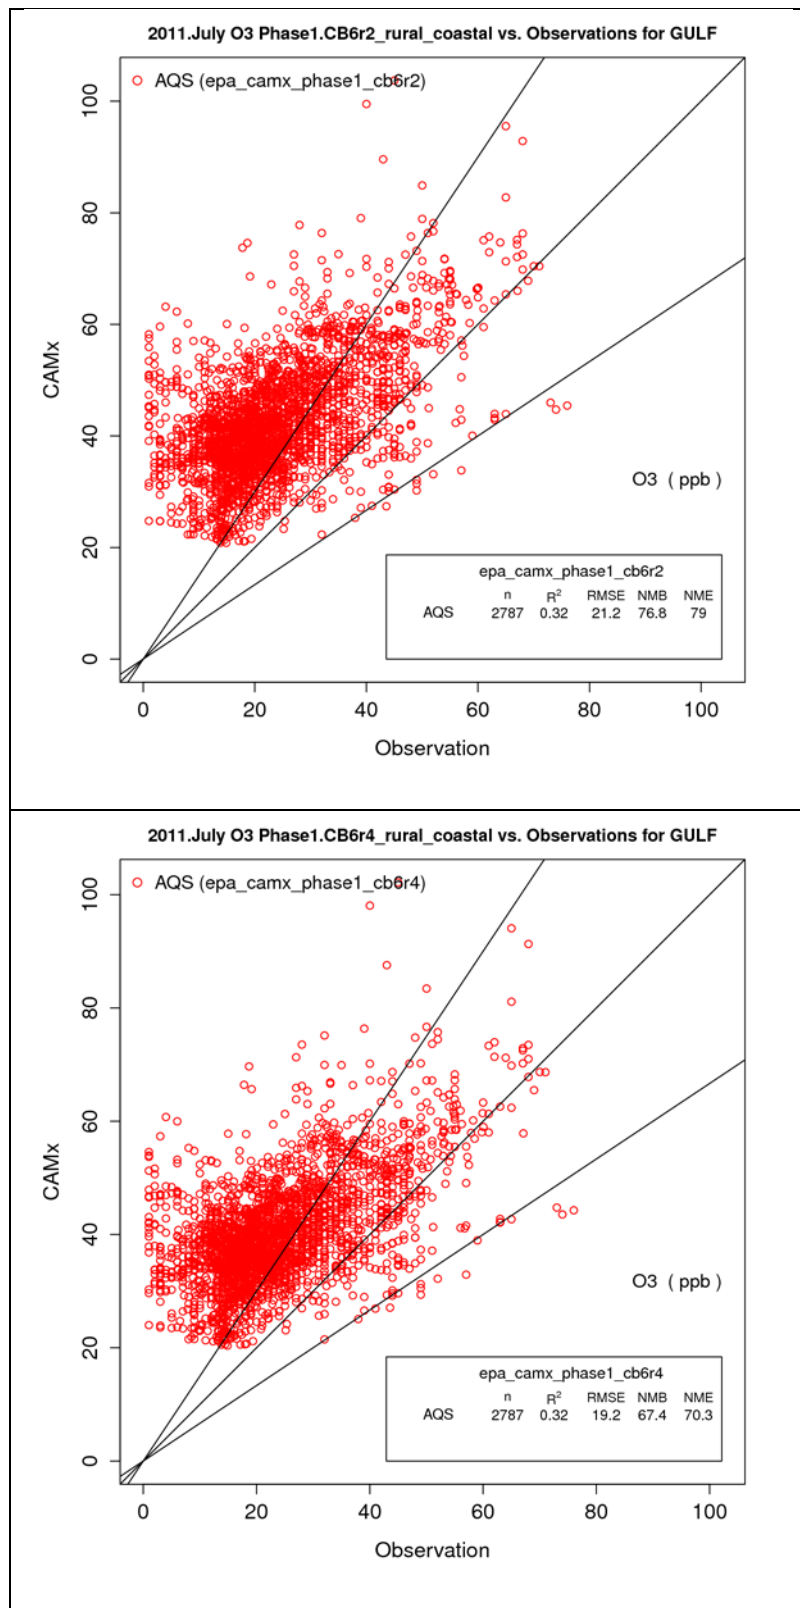 2011.July O3 Phase1.CB6r2_rural_coastal vs. Observations for GULF
AQS (epa_camx_phase1_cb6r2)
100
80
60
40
20
0
CAMx
O3 ( ppb )
epa_camx_phase1_cb6r2
n R² RMSE NMB NME
AQS 2787 0.32 21.2 76.8 79
0 20 40 60 80 100
Observation
2011.July O3 Phase1.CB6r4_rural_coastal vs. Observations for GULF
AQS (epa_camx_phase1_cb6r4)
100
80
60
40
20
0
CAMx
O3 ( ppb )
epa_camx_phase1_cb6r4
n R² RMSE NMB NME
AQS 2787 0.32 19.2 67.4 70.3
0 20 40 60 80 100
Observation